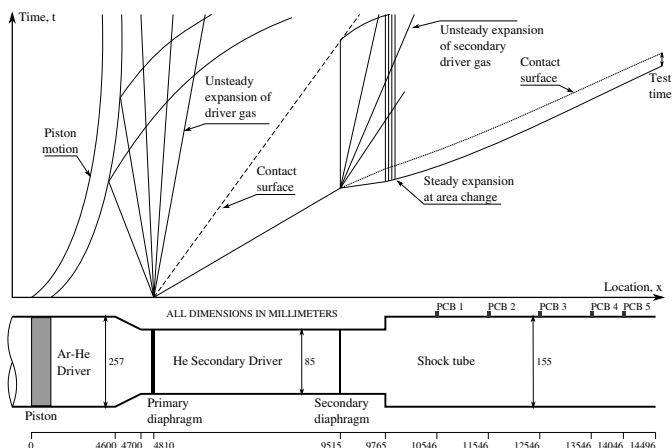 Time, t
Unsteady
expansion
of secondary
driver gas
Contact
surface
Test
time
Unsteady
expansion of
driver gas
Piston
motion
Contact
surface
Steady expansion
at area change
Location, x
ALL DIMENSIONS IN MILLIMETERS
PCB 1
PCB 2
PCB 3
PCB 4
PCB 5
Ar-He
Driver
257
He Secondary Driver
85
Shock tube
155
Piston
Primary
diaphragm
Secondary
diaphragm
0
4600
4700
4810
9515
9765
10546
11546
12546
13546
14046
14496